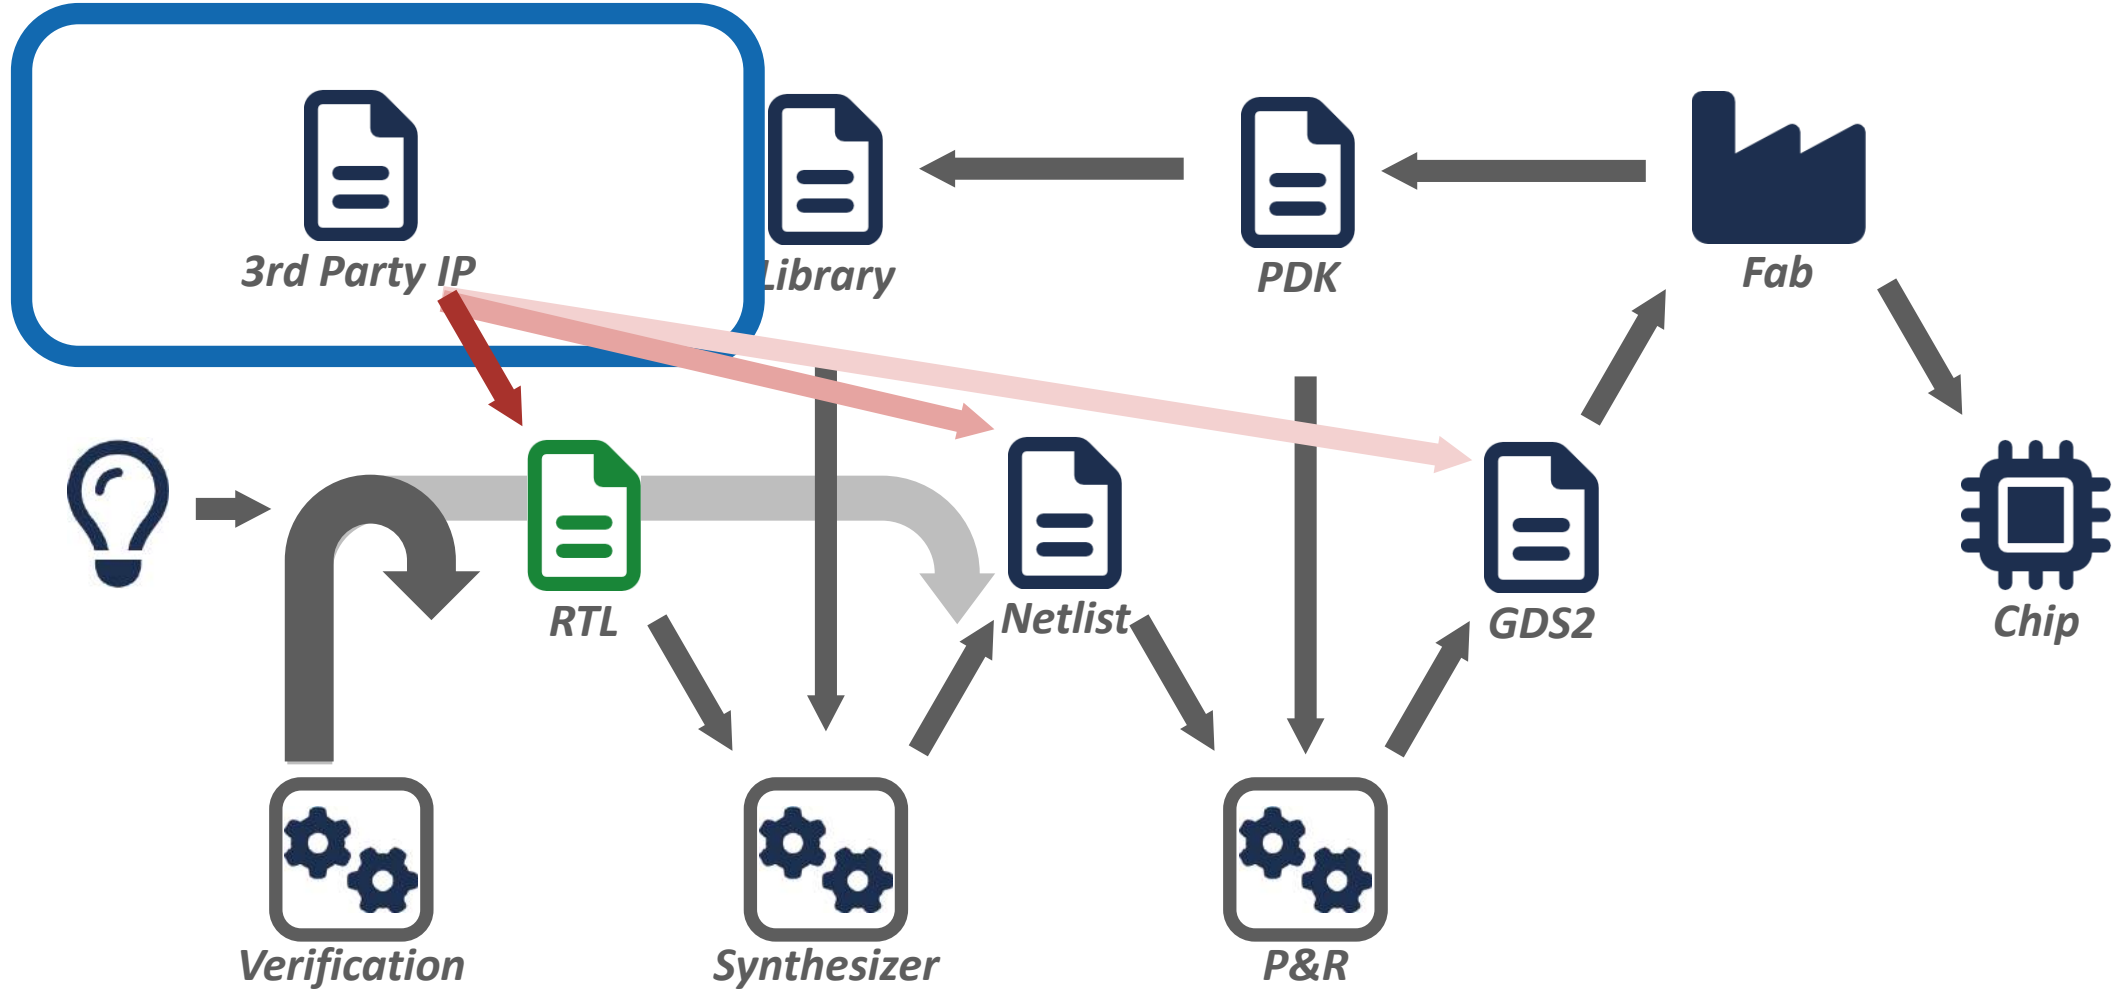 3rd Party IP
Library
PDK
Fab
RTL
Netlist
GDS2
Chip
Verification
Synthesizer
P&R